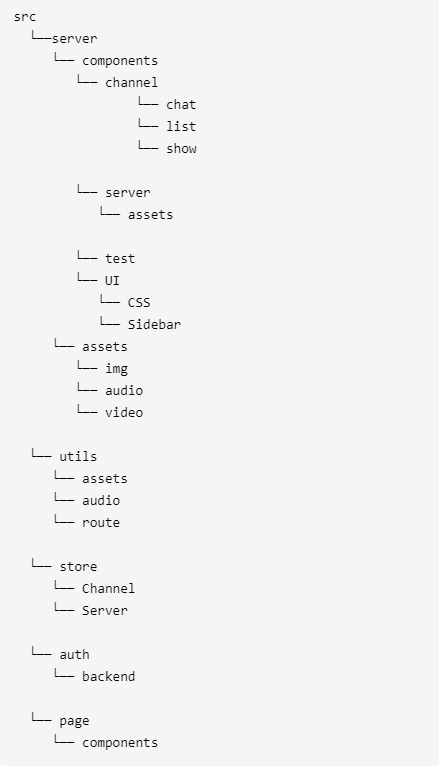 src
  └──server
     └── components
        └── channel
                └── chat
                └── list
                └── show

        └── server
           └── assets

        └── test
        └── UI
           └── CSS
           └── Sidebar
     └── assets
        └── img
        └── audio
        └── video

  └── utils
     └── assets
     └── audio
     └── route

  └── store
     └── Channel
     └── Server

  └── auth
     └── backend

  └── page
     └── components